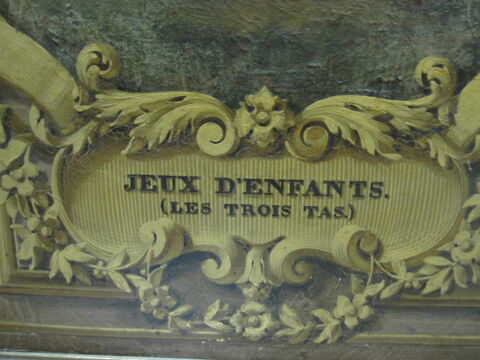 JEUX D'ENFANTS.
(LES TROIS TAS.)